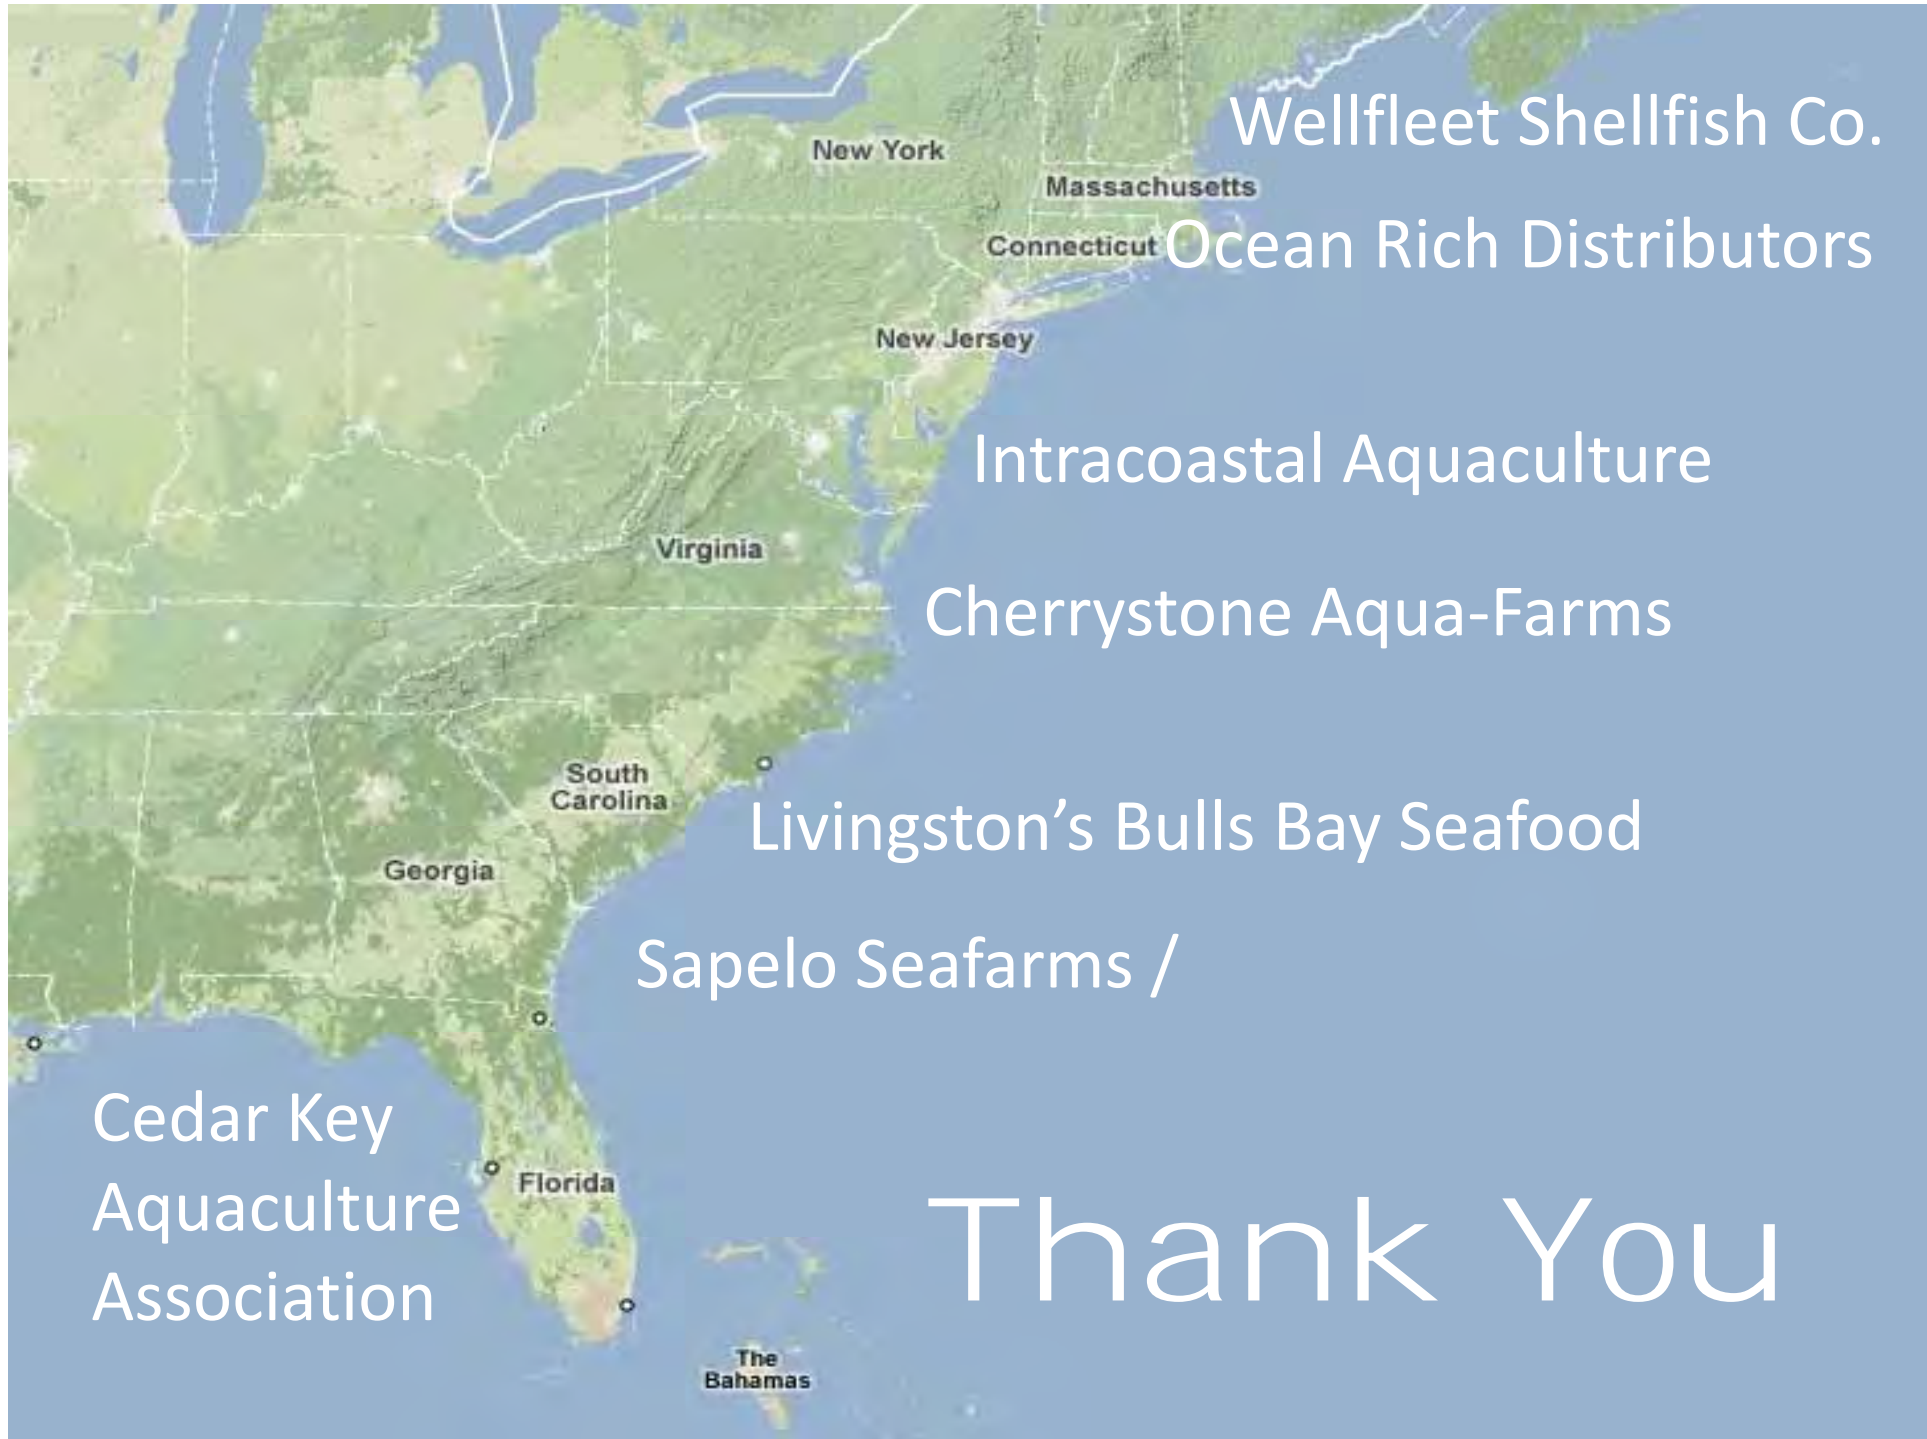 Wellfleet Shellfish Co.
New York
Massachusetts
Ocean Rich Distributors
Connecticut
New Jersey
Intracoastal Aquaculture
Virginia
Cherrystone Aqua-Farms
South
Carolina
Livingston’s Bulls Bay Seafood
Georgia
Sapelo Seafarms /
Cedar Key
Aquaculture
Association
Florida
Thank You
The
Bahamas